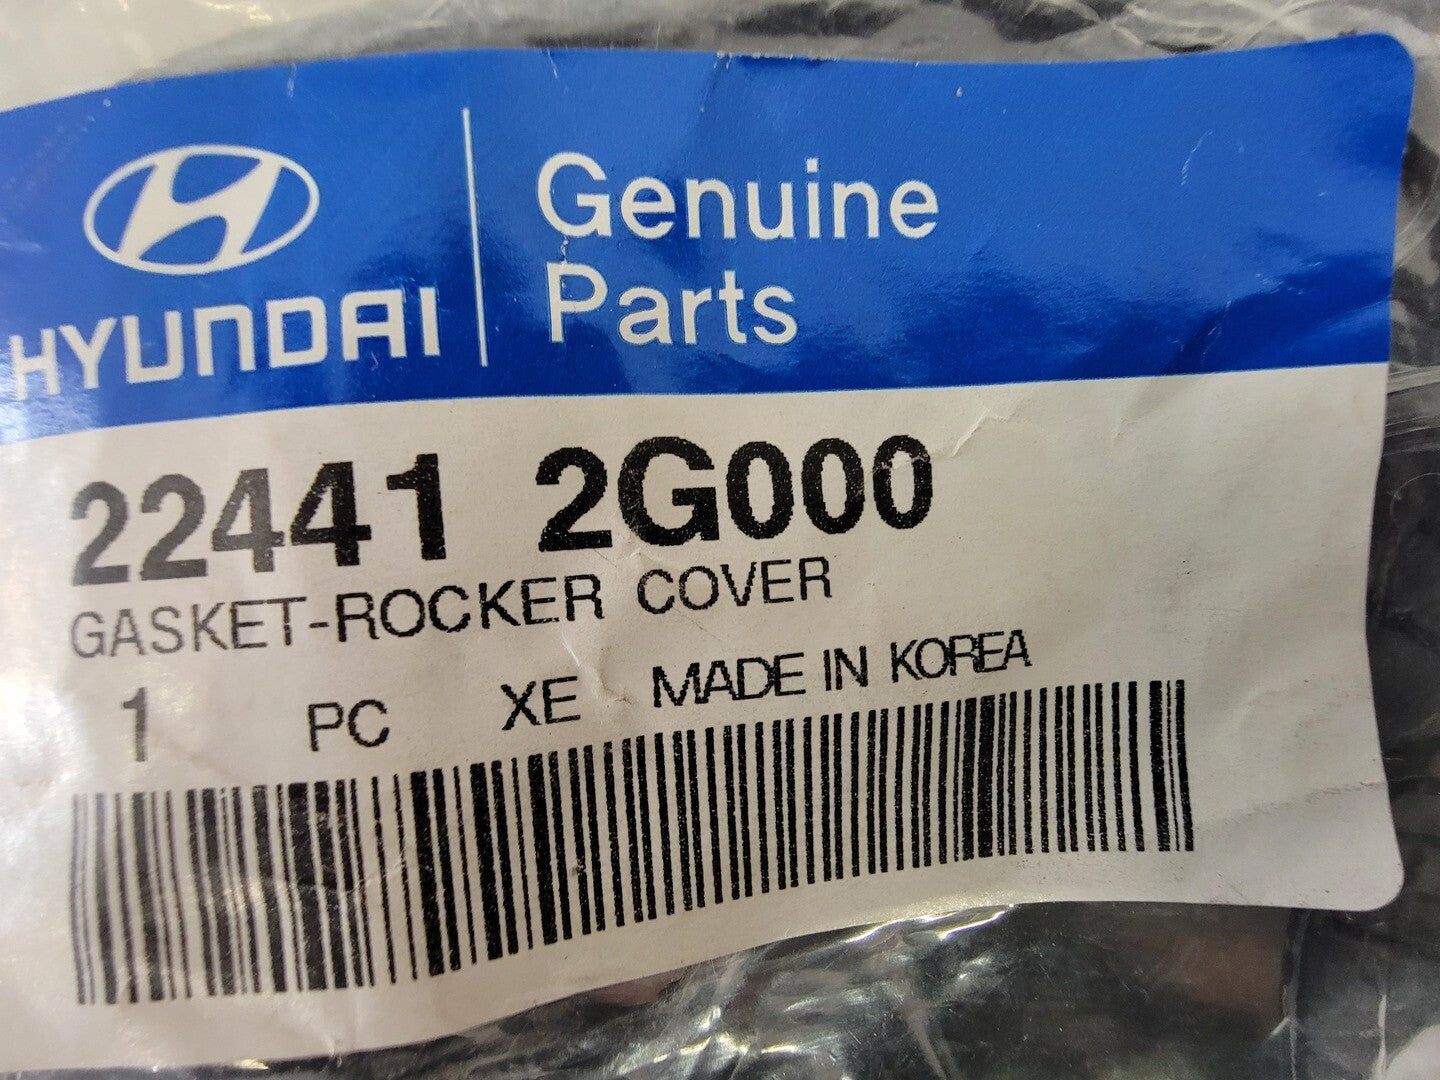 HYUNDAI
Genuine
Parts
22441 2G000
GASKET-ROCKER COVER
1 PC XE MADE IN KOREA